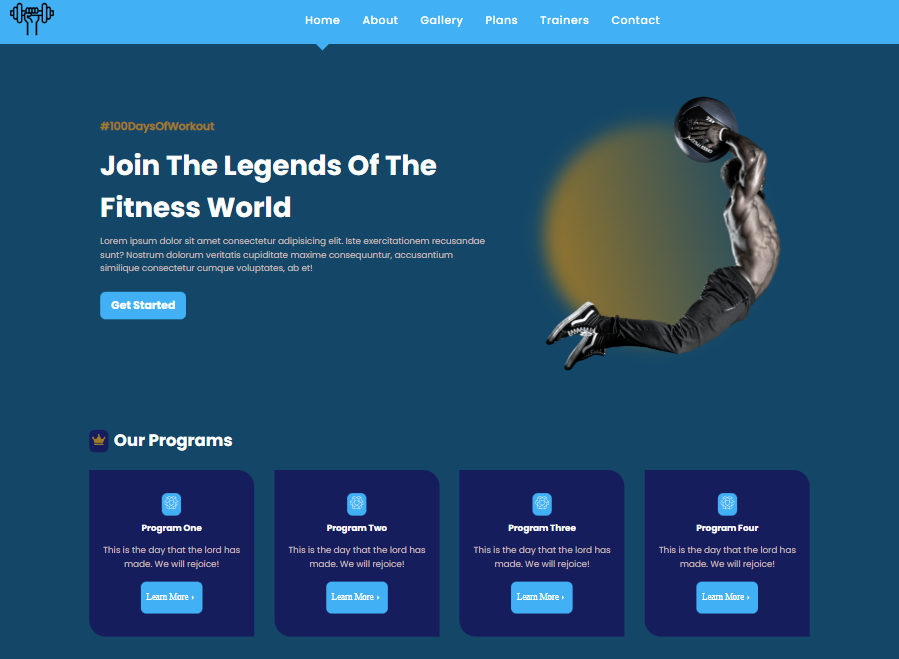 Home About Gallery Plans Trainers Contact
#100DaysOfWorkout
Join The Legends Of The
Fitness World
Lorem ipsum dolor sit amet consectetur adipisicing elit. Iste exercitationem recusandae
sunt? Nostrum dolorum veritatis cupiditate maxime consequuntur, accusantium
similique consectetur cumque voluptates, ab et!
Get Started
Our Programs
Program One
This is the day that the lord has
made. We will rejoice!
Learn More
Program Two
This is the day that the lord has
made. We will rejoice!
Learn More
Program Three
This is the day that the lord has
made. We will rejoice!
Learn More
Program Four
This is the day that the lord has
made. We will rejoice!
Learn More